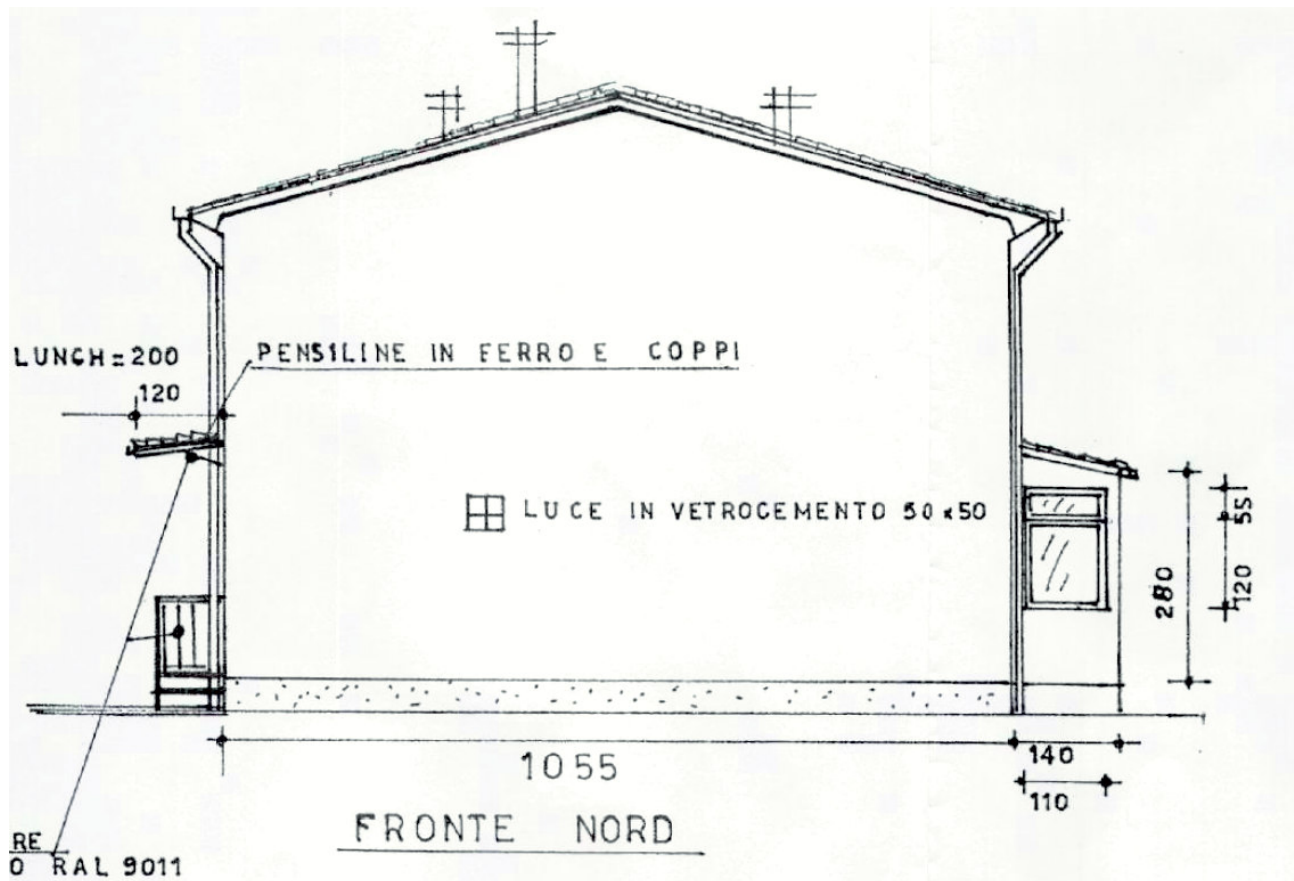 LUNGH=200
PENSILINE IN FERRO E COPPI
120
LUCE IN VETROCEMENTO 50x50
55
120
280
1055
140
110
FRONTE NORD
RE
O RAL 9011